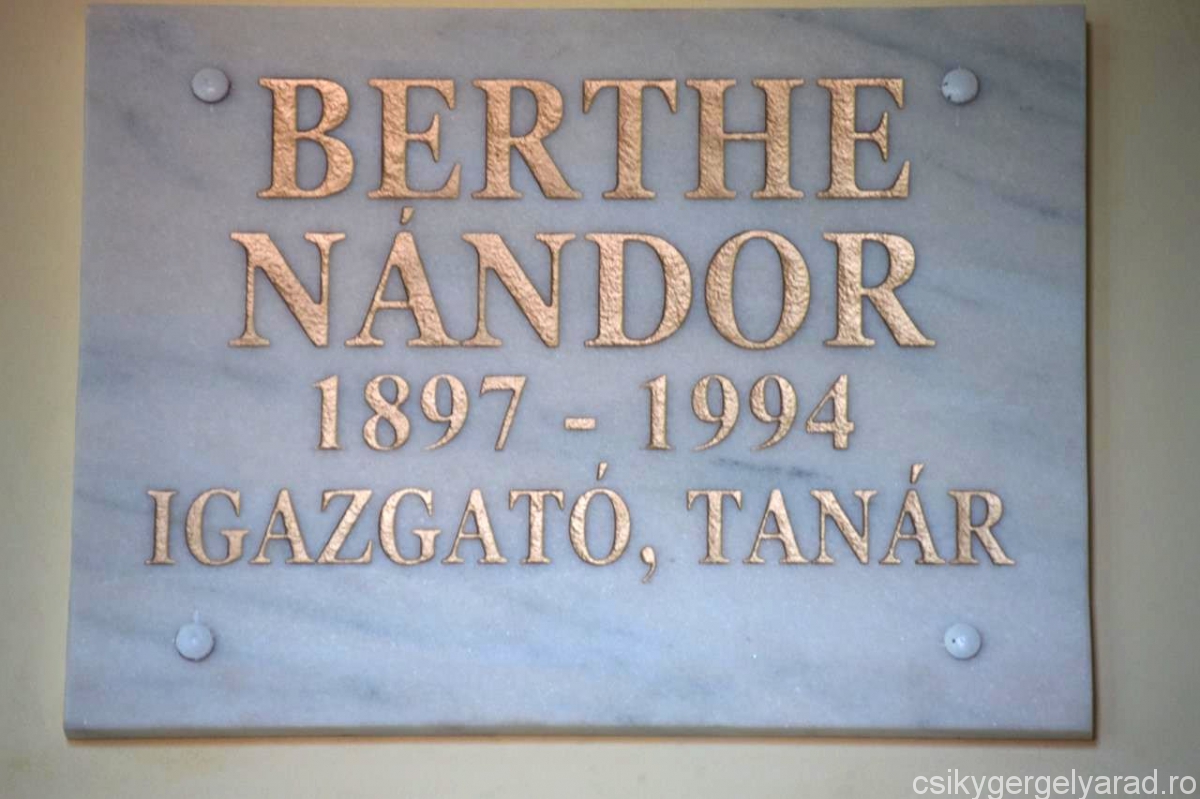 BERTHE
NÁNDOR
1897 - 1994
IGAZGATÓ, TANÁR
csikygergelyarad.ro